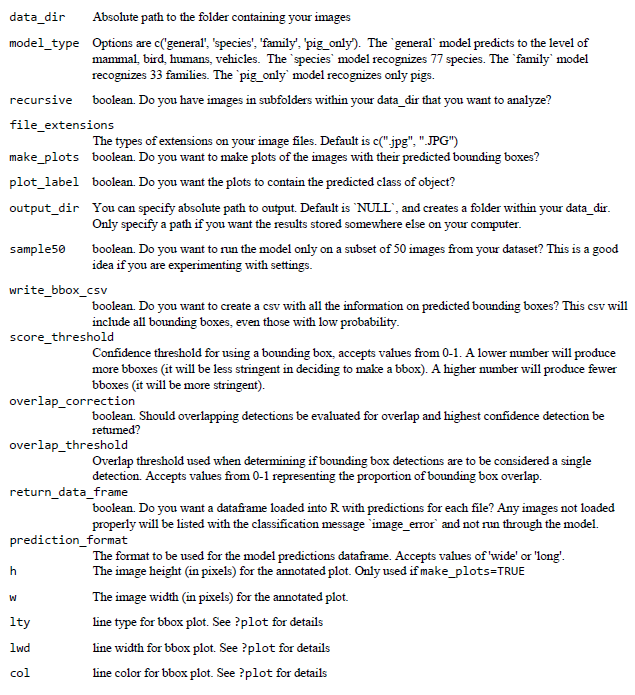 data_dir Absolute path to the folder containing your images
model_type Options are c('general', 'species', 'family', 'pig_only'). The `general` model predicts to the level of
mammal, bird, humans, vehicles. The `species` model recognizes 77 species. The `family` model
recognizes 33 families. The `pig_only` model recognizes only pigs.
recursive boolean. Do you have images in subfolders within your data_dir that you want to analyze?
file_extensions
The types of extensions on your image files. Default is c(".jpg", ".JPG")
make_plots boolean. Do you want to make plots of the images with their predicted bounding boxes?
plot_label boolean. Do you want the plots to contain the predicted class of object?
output_dir You can specify absolute path to output. Default is `NULL`, and creates a folder within your data_dir.
Only specify a path if you want the results stored somewhere else on your computer.
sample50 boolean. Do you want to run the model only on a subset of 50 images from your dataset? This is a good
idea if you are experimenting with settings.
write_bbox_csv
boolean. Do you want to create a csv with all the information on predicted bounding boxes? This csv will
include all bounding boxes, even those with low probability.
score_threshold
Confidence threshold for using a bounding box, accepts values from 0-1. A lower number will produce
more bboxes (it will be less stringent in deciding to make a bbox). A higher number will produce fewer
bboxes (it will be more stringent).
overlap_correction
boolean. Should overlapping detections be evaluated for overlap and highest confidence detection be
returned?
overlap_threshold
Overlap threshold used when determining if bounding box detections are to be considered a single
detection. Accepts values from 0-1 representing the proportion of bounding box overlap.
return_data_frame
boolean. Do you want a dataframe loaded into R with predictions for each file? Any images not loaded
properly will be listed with the classification message `image_error` and not run through the model.
prediction_format
The format to be used for the model predictions dataframe. Accepts values of 'wide' or 'long'.
h The image height (in pixels) for the annotated plot. Only used if make_plots=TRUE
w The image width (in pixels) for the annotated plot.
lty line type for bbox plot. See ?plot for details
lwd line width for bbox plot. See ?plot for details
col line color for bbox plot. See ?plot for details